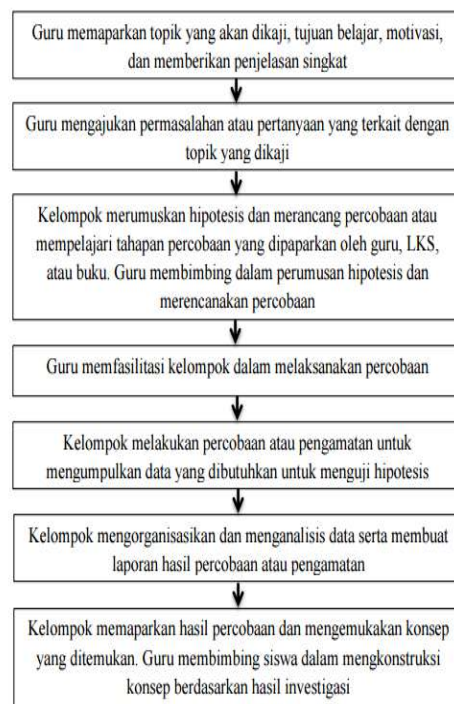 Guru memaparkan topik yang akan dikaji, tujuan belajar, motivasi,
dan memberikan penjelasan singkat
Guru mengajukan permasalahan atau pertanyaan yang terkait dengan
topik yang dikaji
Kelompok merumuskan hipotesis dan merancang percobaan atau
mempelajari tahapan percobaan yang dipaparkan oleh guru, LKS,
atau buku. Guru membimbing dalam perumusan hipotesis dan
merencanakan percobaan
Guru memfasilitasi kelompok dalam melaksanakan percobaan
Kelompok melakukan percobaan atau pengamatan untuk
mengumpulkan data yang dibutuhkan untuk menguji hipotesis
Kelompok mengorganisasikan dan menganalisis data serta membuat
laporan hasil percobaan atau pengamatan
Kelompok memaparkan hasil percobaan dan mengemukakan konsep
yang ditemukan. Guru membimbing siswa dalam mengkonstruksi
konsep berdasarkan hasil investigasi